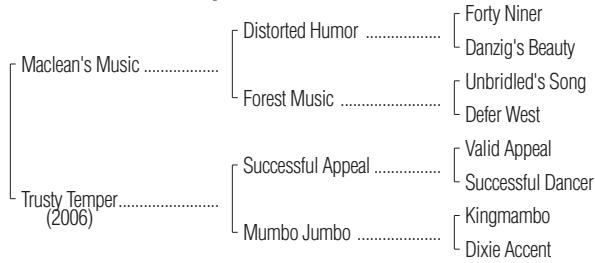 Forty Niner
Distorted Humor ..................
Danzig's Beauty
Maclean's Music ..................
Unbridled's Song
Forest Music ........................
Defer West
Valid Appeal
Successful Appeal ................
Successful Dancer
Trusty Temper........................
(2006)
Kingmambo
Mumbo Jumbo ....................
Dixie Accent